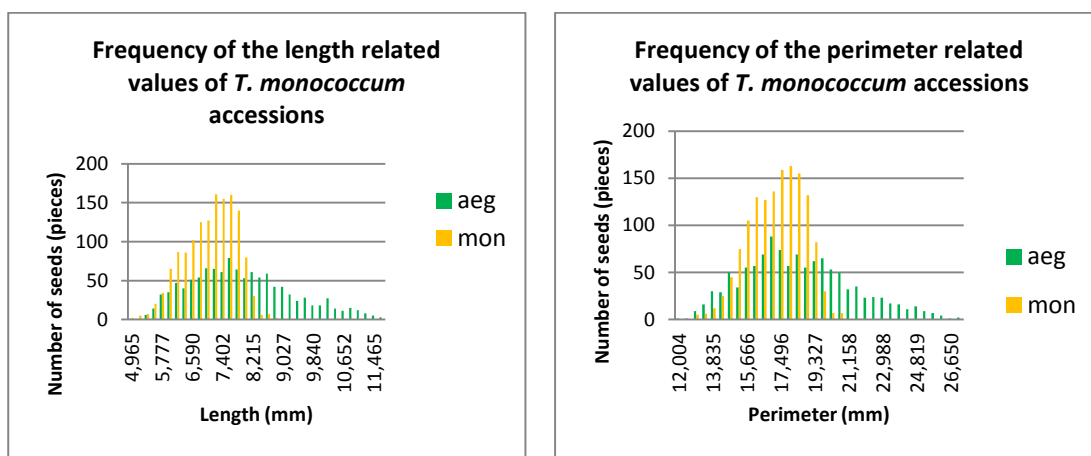 Frequency of the length related
values of T. monococcum
accessions
200
150
100
50
0
Number of seeds (pieces)
4,965
5,777
6,590
7,402
8,215
9,027
9,840
10,652
11,465
Length (mm)
aeg
mon
Frequency of the perimeter related
values of T. monococcum accessions
200
150
100
50
0
Number of seeds (pieces)
12,004
13,835
15,666
17,496
19,327
21,158
22,988
24,819
26,650
Perimeter (mm)
aeg
mon